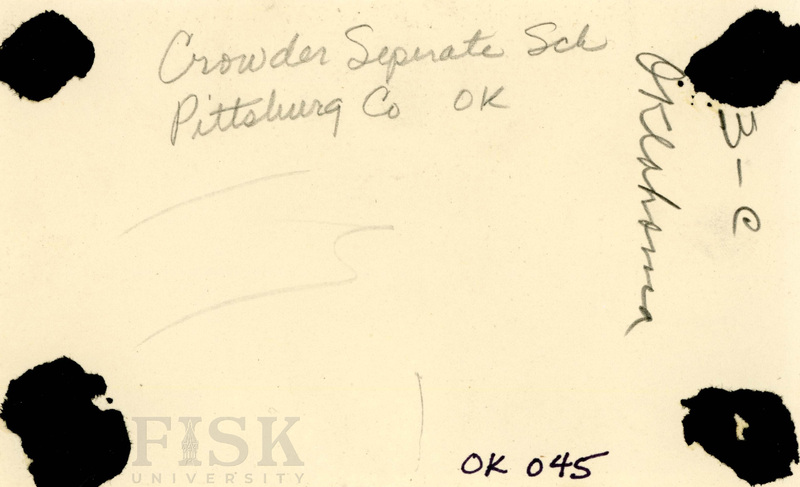 Crowder Seperate Sch
Pittsburg Co OK
Oklahoma
3-C
OK 045
FISK
UNIVERSITY